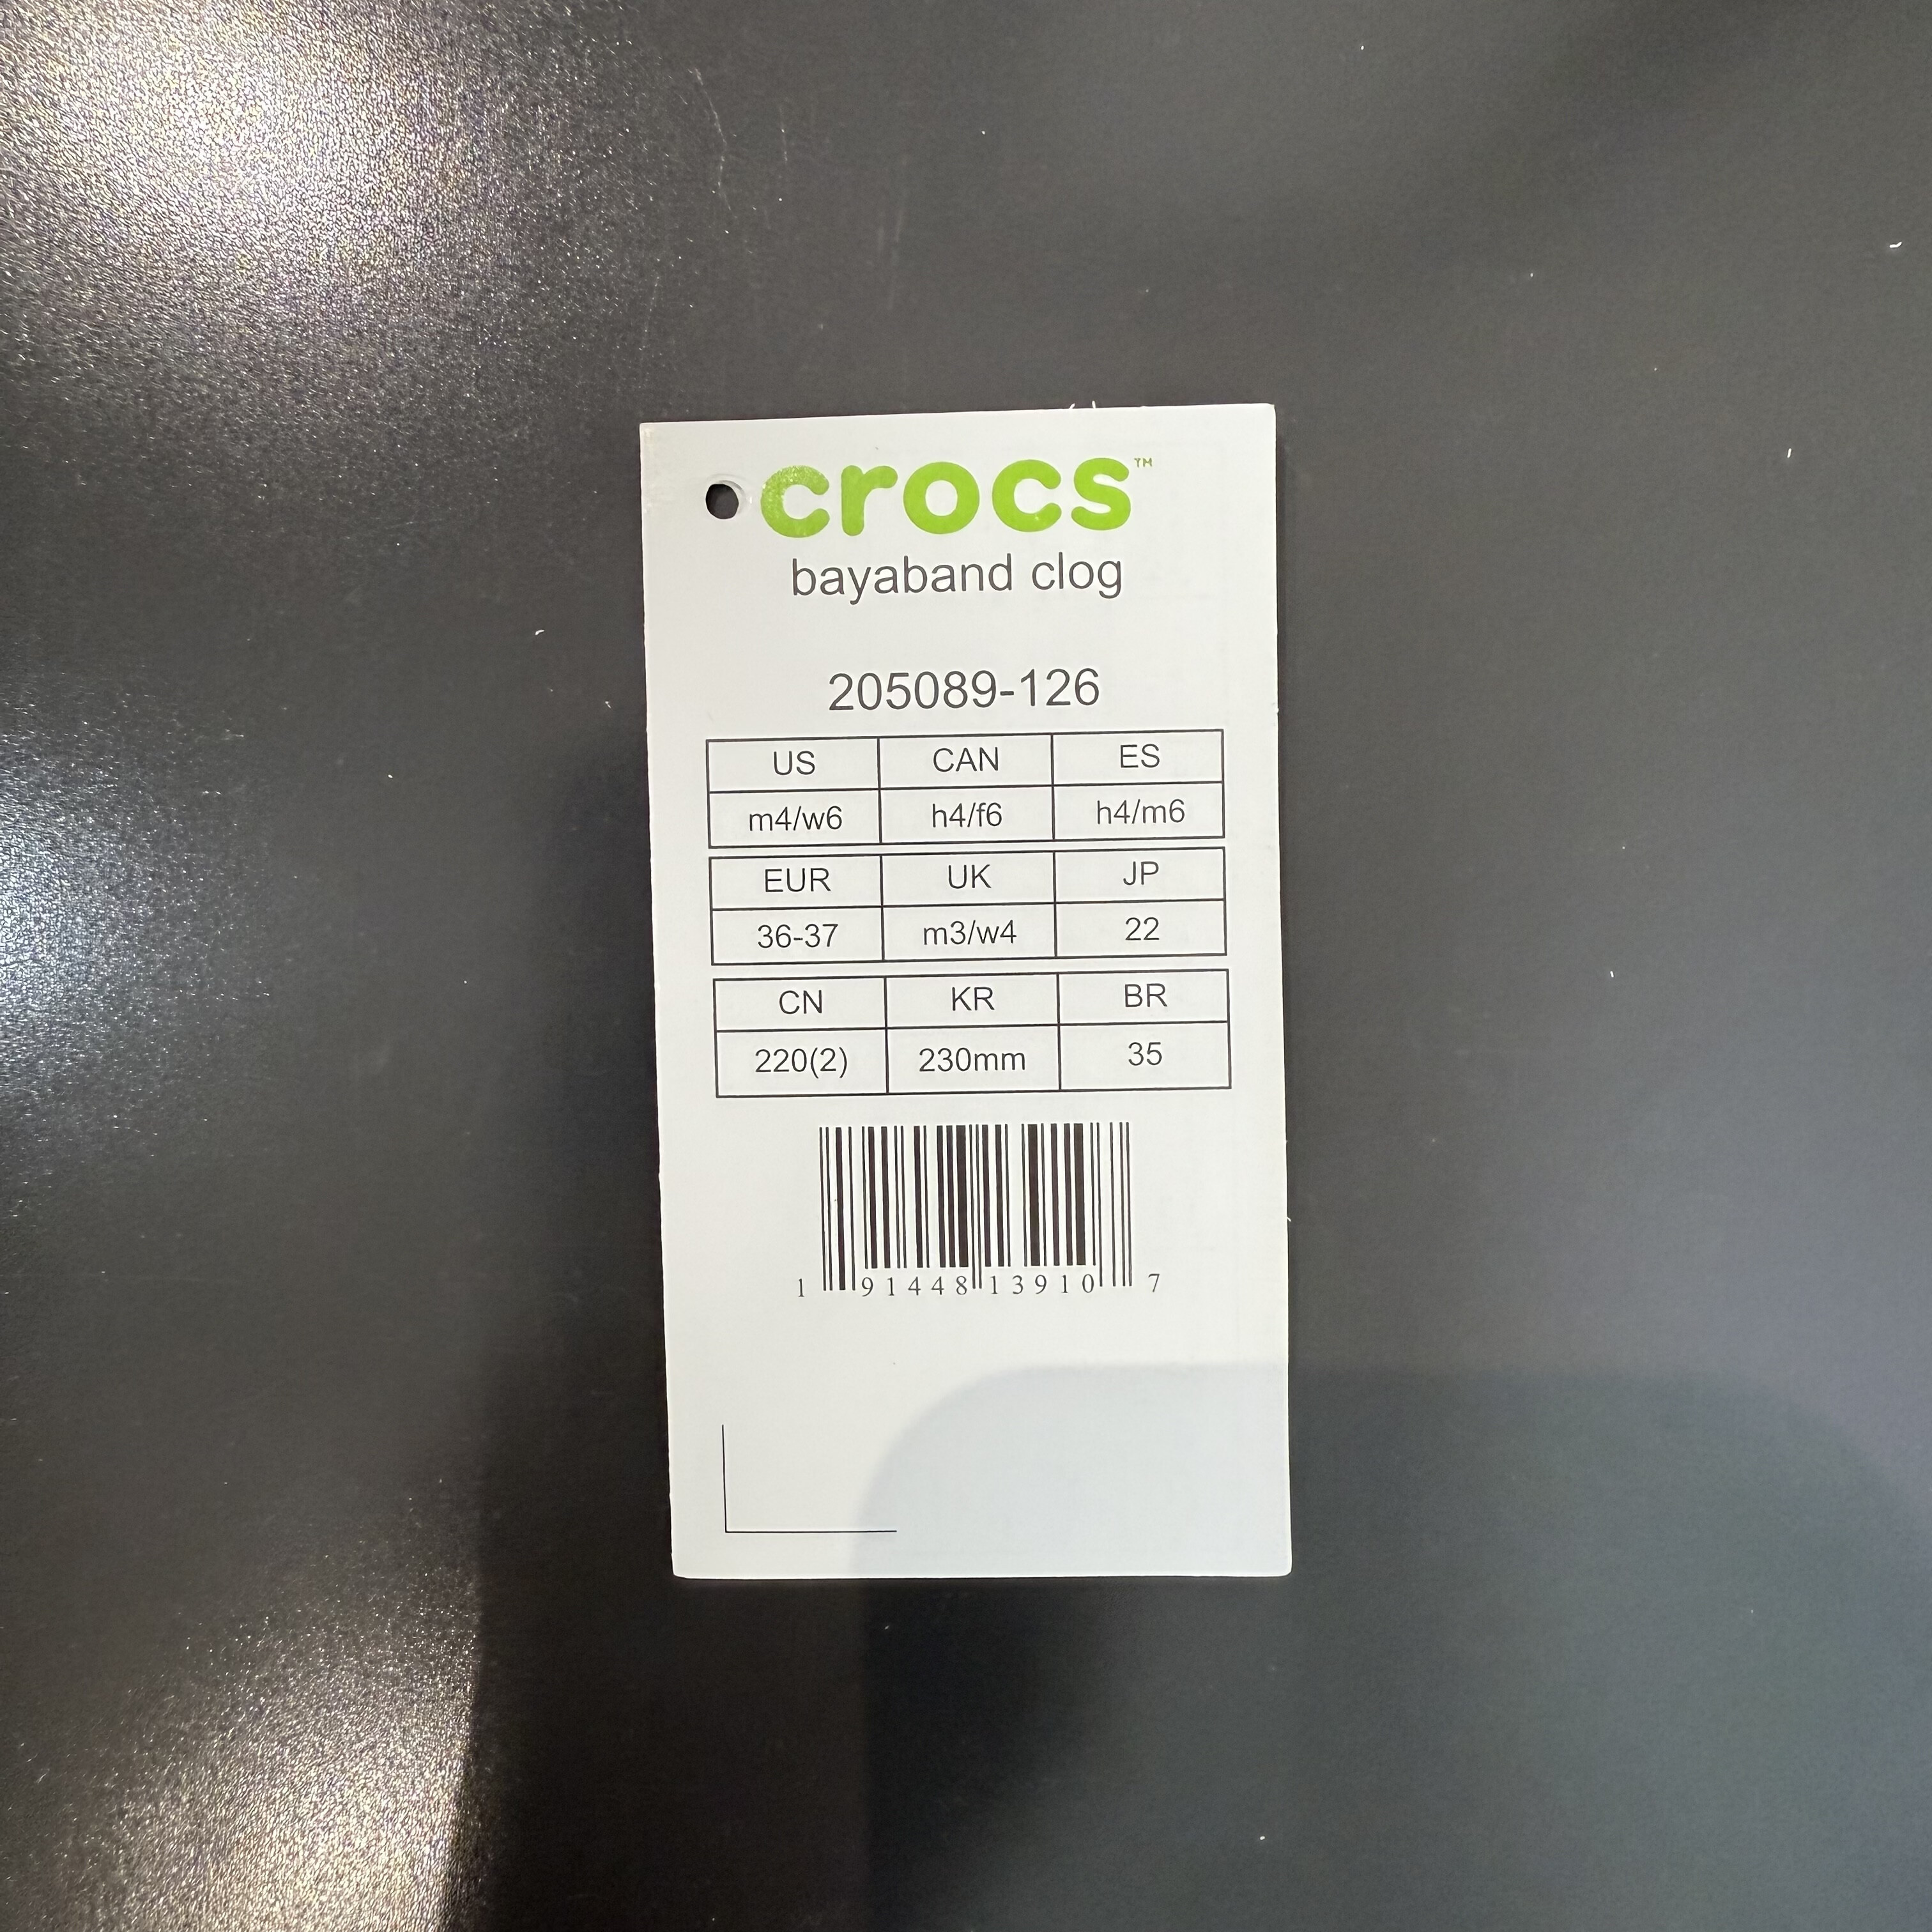 crocs™
bayaband clog
205089-126
US CAN ES
m4/w6 h4/f6 h4/m6
EUR UK JP
36-37 m3/w4 22
CN KR BR
220(2) 230mm 35
1 91448 13910 7